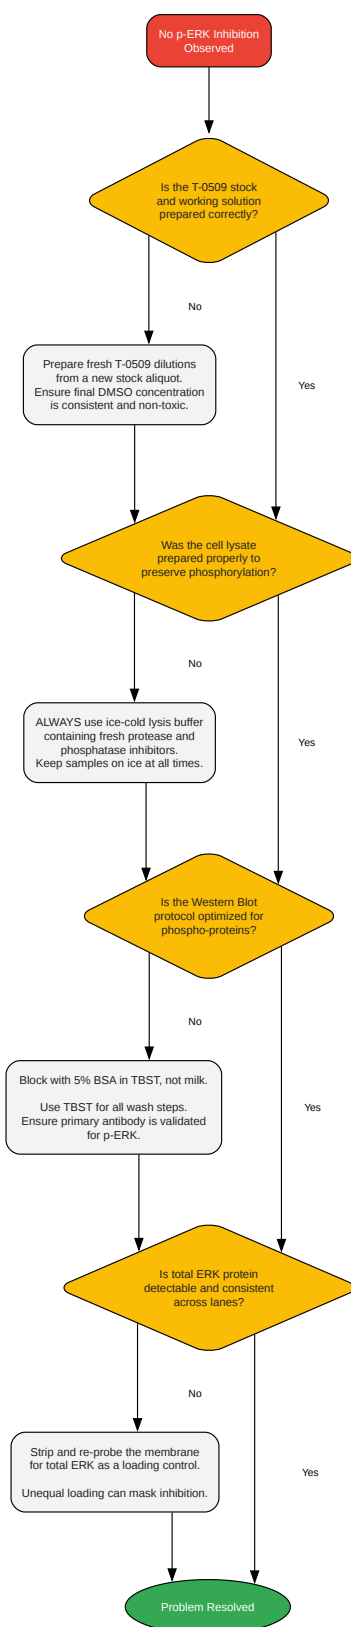 No p-ERK Inhibition
Observed
Is the T-0509 stock
and working solution
prepared correctly?
No
Prepare fresh T-0509 dilutions
from a new stock aliquot.
Ensure final DMSO concentration
is consistent and non-toxic.
Yes
Was the cell lysate
prepared properly to
preserve phosphorylation?
No
ALWAYS use ice-cold lysis buffer
containing fresh protease and
phosphatase inhibitors.
Keep samples on ice at all times.
Yes
Is the Western Blot
protocol optimized for
phospho-proteins?
No
Block with 5% BSA in TBST, not milk.
Use TBST for all wash steps.
Ensure primary antibody is validated
for p-ERK.
Yes
Is total ERK protein
detectable and consistent
across lanes?
No
Strip and re-probe the membrane
for total ERK as a loading control.
Unequal loading can mask inhibition.
Yes
Problem Resolved